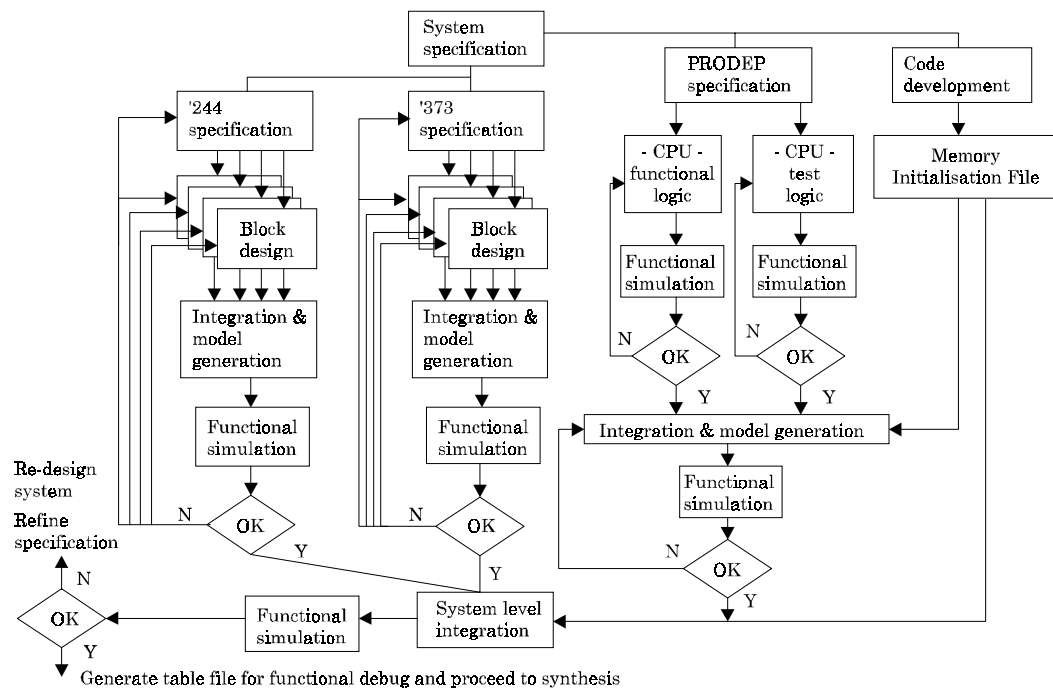 System
specification
PRODEP
specification
Code
development
'244
specification
'373
specification
- CPU -
functional
logic
- CPU -
test
logic
Memory
Initialisation File
Block
design
Block
design
Functional
simulation
Functional
simulation
Integration &
model
generation
Integration &
model
generation
N
OK
Y
N
OK
Y
Functional
simulation
Functional
simulation
Integration & model generation
Re-design
system
Refine
specification
N
OK
Y
N
OK
Y
Functional
simulation
N
OK
Y
N
OK
Y
Functional
simulation
System level
integration
Generate table file for functional debug and proceed to synthesis